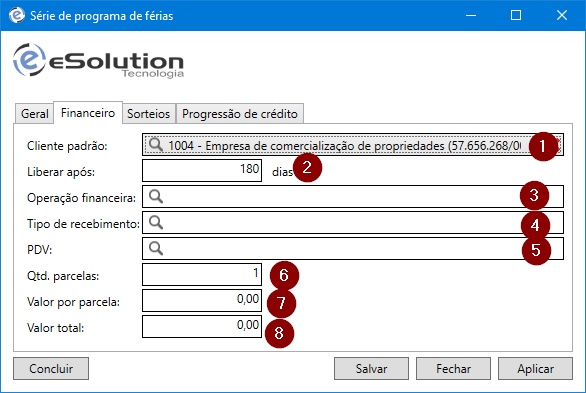 Série de programa de férias
eSolution
Tecnologia
Geral Financeiro Sorteios Progressão de crédito
Cliente padrão: 1004 - Empresa de comercialização de propriedades (57.656.268/0 1
Liberar após: 180 dias 2
Operação financeira: 3
Tipo de recebimento: 4
PDV: 5
Qtd. parcelas: 1 6
Valor por parcela: 0,00 7
Valor total: 0,00 8
Concluir Salvar Fechar Aplicar